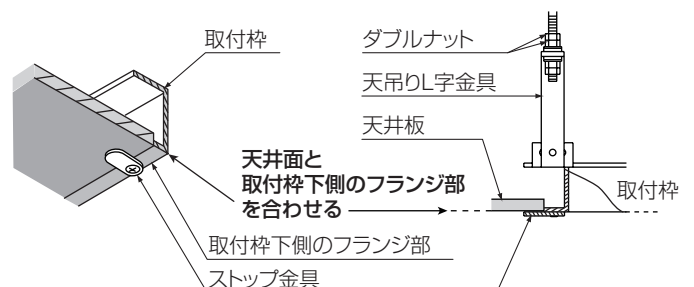 取付枠
ダブルナット
天吊りL字金具
天井板
天井面と
取付枠下側のフランジ部
を合わせる
取付枠
取付枠下側のフランジ部
ストップ金具